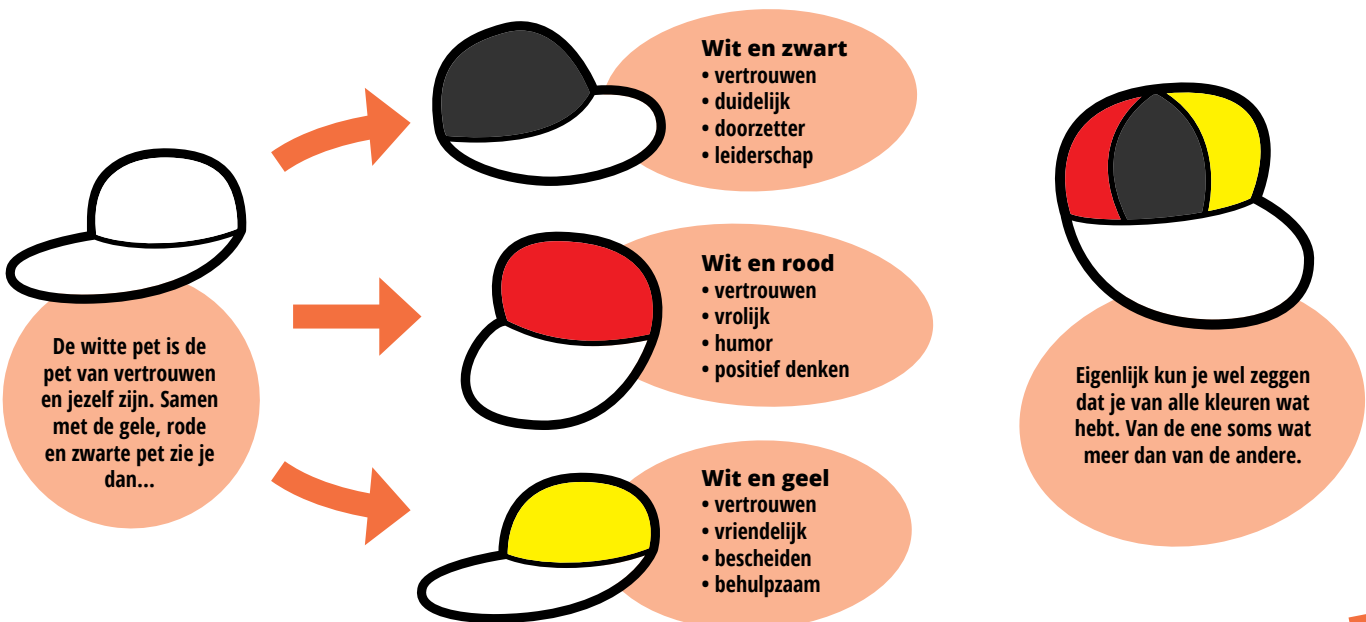 De witte pet is de
pet van vertrouwen
en jezelf zijn. Samen
met de gele, rode
en zwarte pet zie je
dan...
Wit en zwart
• vertrouwen
• duidelijk
• doorzetter
• leiderschap
Wit en rood
• vertrouwen
• vrolijk
• humor
• positief denken
Wit en geel
• vertrouwen
• vriendelijk
• bescheiden
• behulpzaam
Eigenlijk kun je wel zeggen
dat je van alle kleuren wat
hebt. Van de ene soms wat
meer dan van de andere.